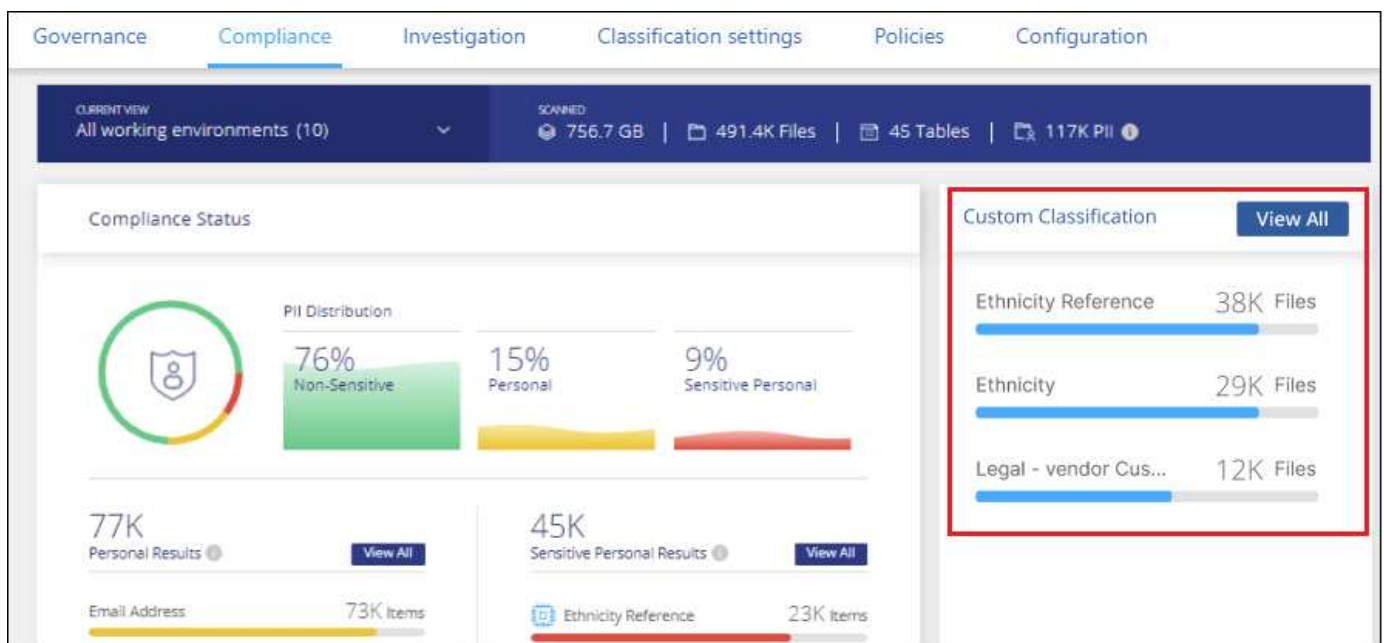 Governance Compliance Investigation Classification settings Policies Configuration
CURRENT VIEW
All working environments (10)
SCANNED
756.7 GB | 491.4K Files | 45 Tables | 117K PII
Compliance Status
PII Distribution
76%
Non-Sensitive
15%
Personal
9%
Sensitive Personal
77K
Personal Results
View All
Email Address 73K Items
45K
Sensitive Personal Results
View All
Ethnicity Reference 23K Items
Custom Classification View All
Ethnicity Reference 38K Files
Ethnicity 29K Files
Legal - vendor Cus... 12K Files